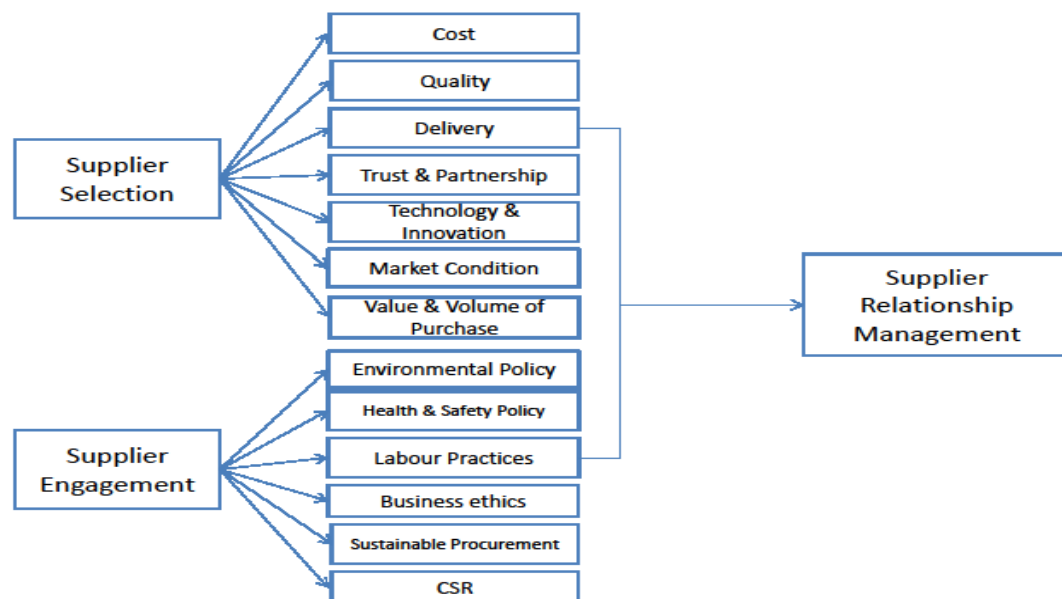 Cost
Quality
Delivery
Trust & Partnership
Technology &
Innovation
Market Condition
Value & Volume of
Purchase
Supplier
Selection
Environmental Policy
Health & Safety Policy
Labour Practices
Business ethics
Sustainable Procurement
CSR
Supplier
Engagement
Supplier
Relationship
Management